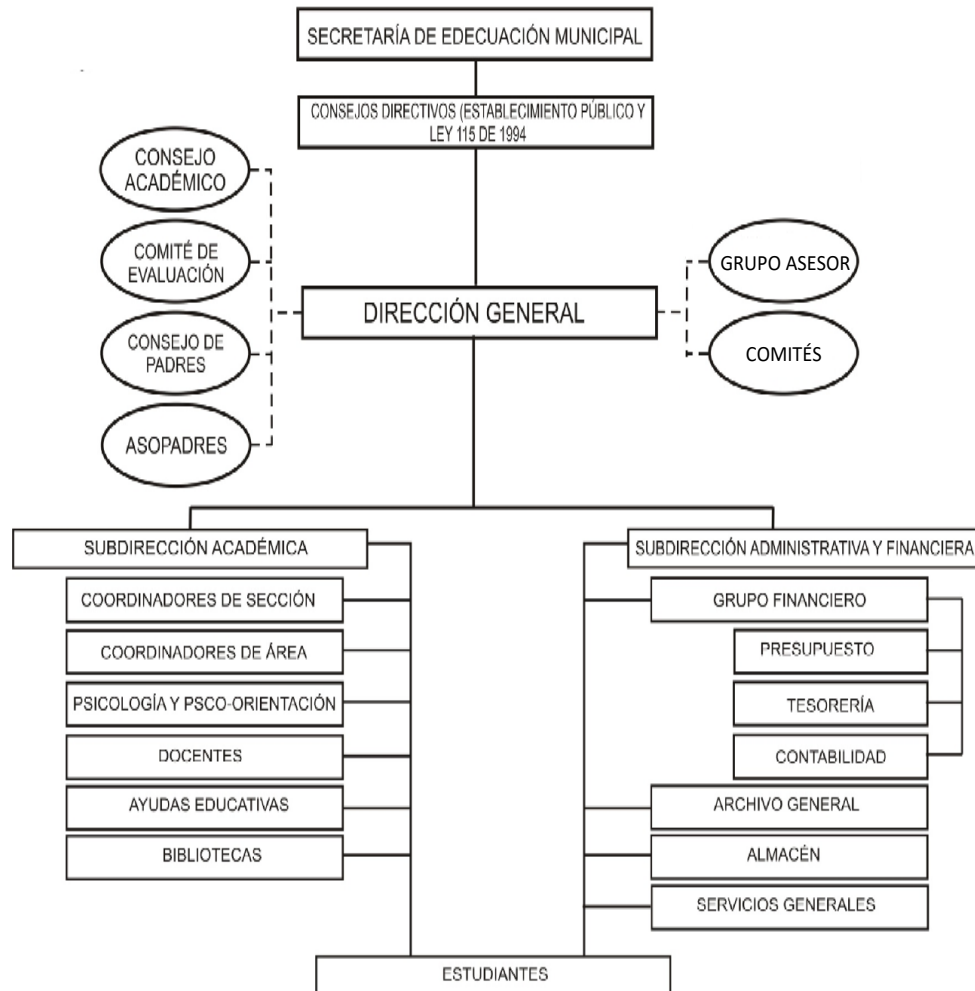 SECRETARÍA DE EDECUACIÓN MUNICIPAL
CONSEJOS DIRECTIVOS (ESTABLECIMIENTO PÚBLICO Y
LEY 115 DE 1994
CONSEJO
ACADÉMICO
COMITÉ DE
EVALUACIÓN
CONSEJO DE
PADRES
ASOPADRES
GRUPO ASESOR
COMITÉS
DIRECCIÓN GENERAL
SUBDIRECCIÓN ACADÉMICA
COORDINADORES DE SECCIÓN
COORDINADORES DE ÁREA
PSICOLOGÍA Y PSCO-ORIENTACIÓN
DOCENTES
AYUDAS EDUCATIVAS
BIBLIOTECAS
SUBDIRECCIÓN ADMINISTRATIVA Y FINANCIERA
GRUPO FINANCIERO
PRESUPUESTO
TESORERÍA
CONTABILIDAD
ARCHIVO GENERAL
ALMACÉN
SERVICIOS GENERALES
ESTUDIANTES